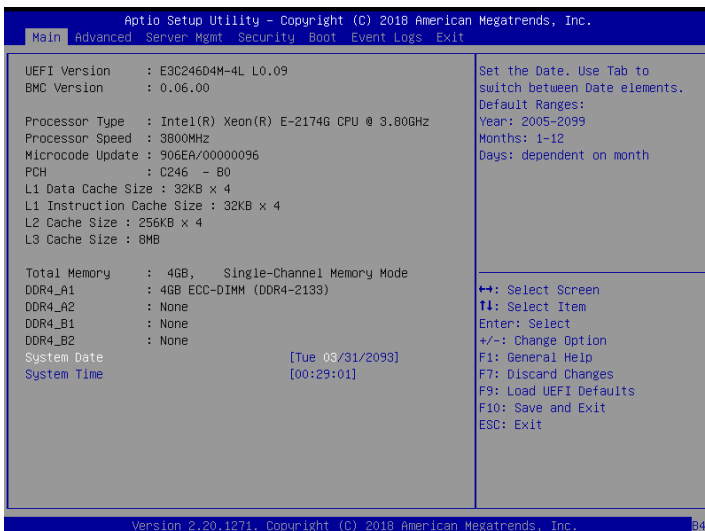 Aptio Setup Utility – Copyright (C) 2018 American Megatrends, Inc.
Main Advanced Server Mgmt Security Boot Event Logs Exit
UEFI Version : E3C246D4M-4L L0.09
BMC Version : 0.06.00
Processor Type : Intel(R) Xeon(R) E-2174G CPU @ 3.80GHz
Processor Speed : 3800MHz
Microcode Update : 906EA/00000096
PCH : C246 - B0
L1 Data Cache Size : 32KB x 4
L1 Instruction Cache Size : 32KB x 4
L2 Cache Size : 256KB x 4
L3 Cache Size : 8MB
Total Memory : 4GB, Single-Channel Memory Mode
DDR4_A1 : 4GB ECC-DIMM (DDR4-2133)
DDR4_A2 : None
DDR4_B1 : None
DDR4_B2 : None
System Date [Tue 03/31/2093]
System Time [00:29:01]
Set the Date. Use Tab to
switch between Date elements.
Default Ranges:
Year: 2005-2099
Months: 1-12
Days: dependent on month
↔: Select Screen
↑↓: Select Item
Enter: Select
+/-: Change Option
F1: General Help
F7: Discard Changes
F9: Load UEFI Defaults
F10: Save and Exit
ESC: Exit
Version 2.20.1271. Copyright (C) 2018 American Megatrends, Inc.
B4